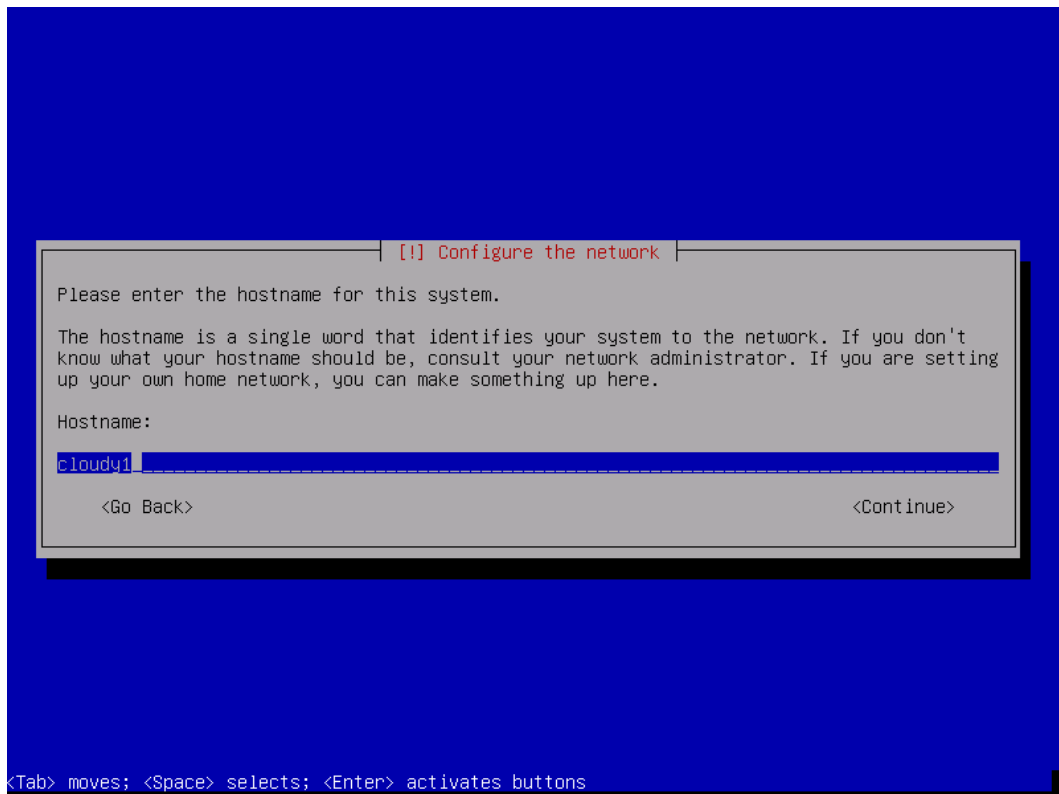 [!] Configure the network
Please enter the hostname for this system.
The hostname is a single word that identifies your system to the network. If you don't
know what your hostname should be, consult your network administrator. If you are setting
up your own home network, you can make something up here.
Hostname:
cloudy1
<Go Back> <Continue>
<Tab> moves; <Space> selects; <Enter> activates buttons